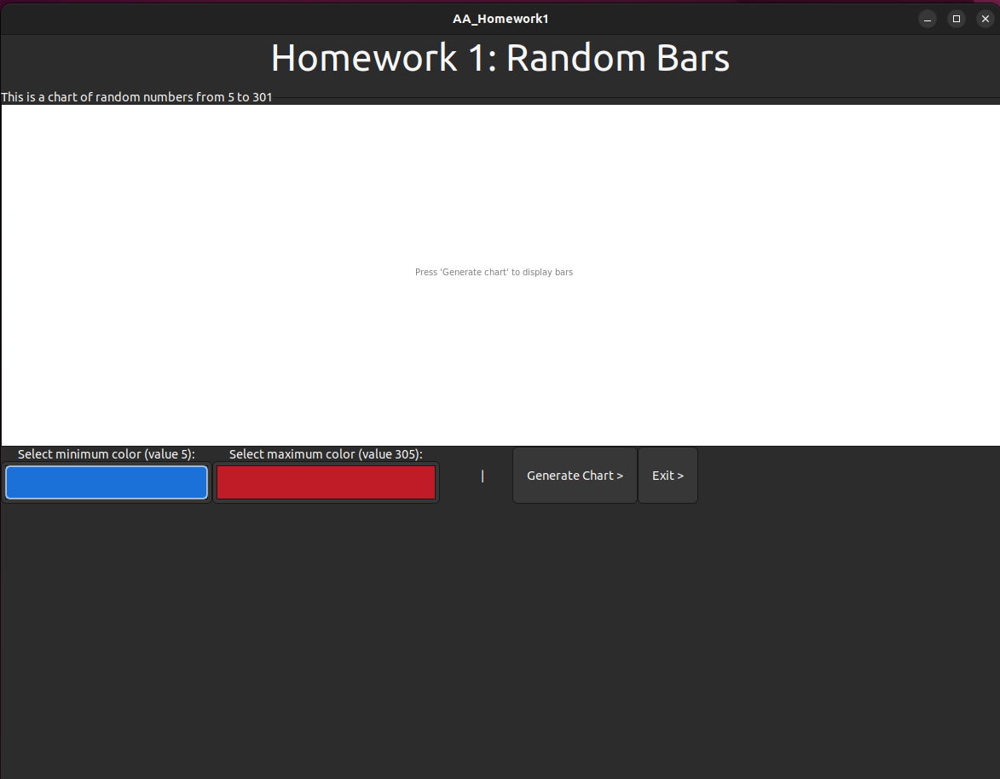 AA_Homework1
Homework 1: Random Bars
This is a chart of random numbers from 5 to 301
Press 'Generate chart' to display bars
Select minimum color (value 5): Select maximum color (value 305):
| Generate Chart > Exit >